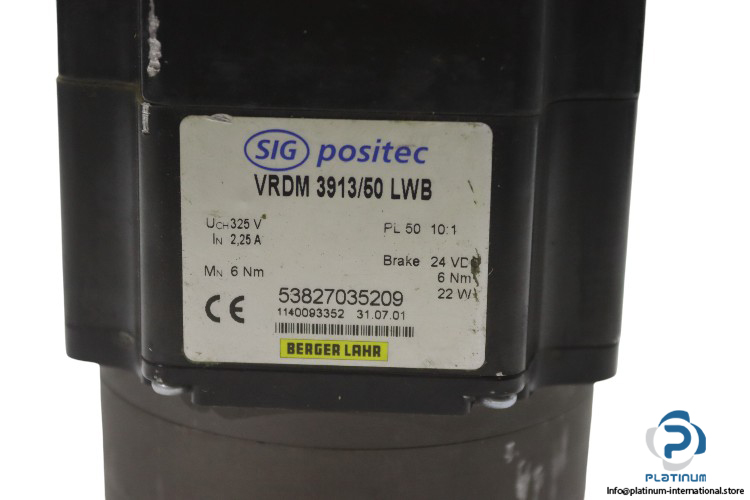 SIG positec
VRDM 3913/50 LWB
UCH 325 V
IN 2,25 A
PL 50 10:1
Brake 24 VD
MN 6 Nm
6 Nm
22 W
53827035209
1140093352 31.07.01
CE
BERGER LAHR
PLATINUM
Info@platinum-international.store